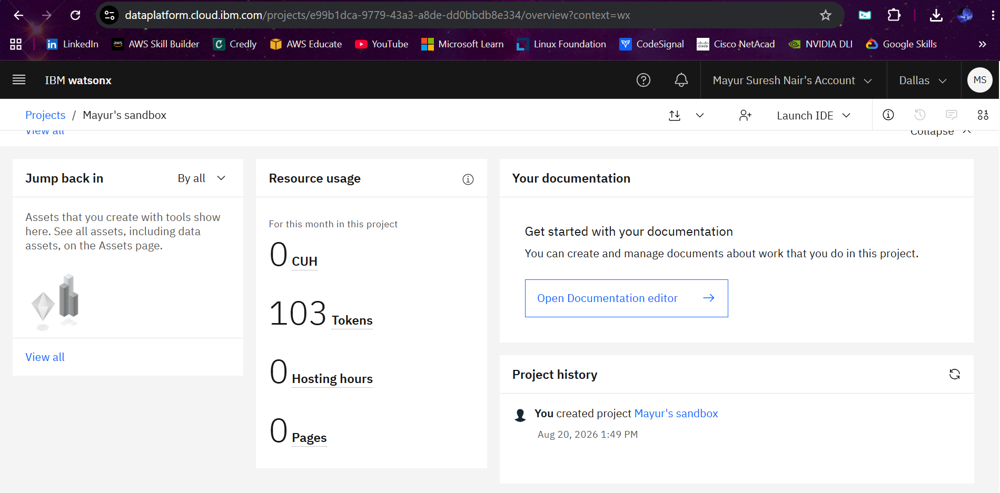 dataplatform.cloud.ibm.com/projects/e99b1dca-9779-43a3-a8de-dd0bbdb8e334/overview?context=wx
LinkedIn
aws
AWS Skill Builder
Credly
AWS Educate
YouTube
Microsoft Learn
Linux Foundation
CodeSignal
CISCO
Cisco NetAcad
NVIDIA DLI
Google Skills
IBM watsonx
Mayur Suresh Nair's Account
Dallas
MS
Projects / Mayur's sandbox
Launch IDE
View all
Collapse
Jump back in
By all
Assets that you create with tools show
here. See all assets, including data
assets, on the Assets page.
View all
Resource usage
For this month in this project
0 CUH
103 Tokens
0 Hosting hours
0 Pages
Your documentation
Get started with your documentation
You can create and manage documents about work that you do in this project.
Open Documentation editor
Project history
You created project Mayur's sandbox
Aug 20, 2026 1:49 PM